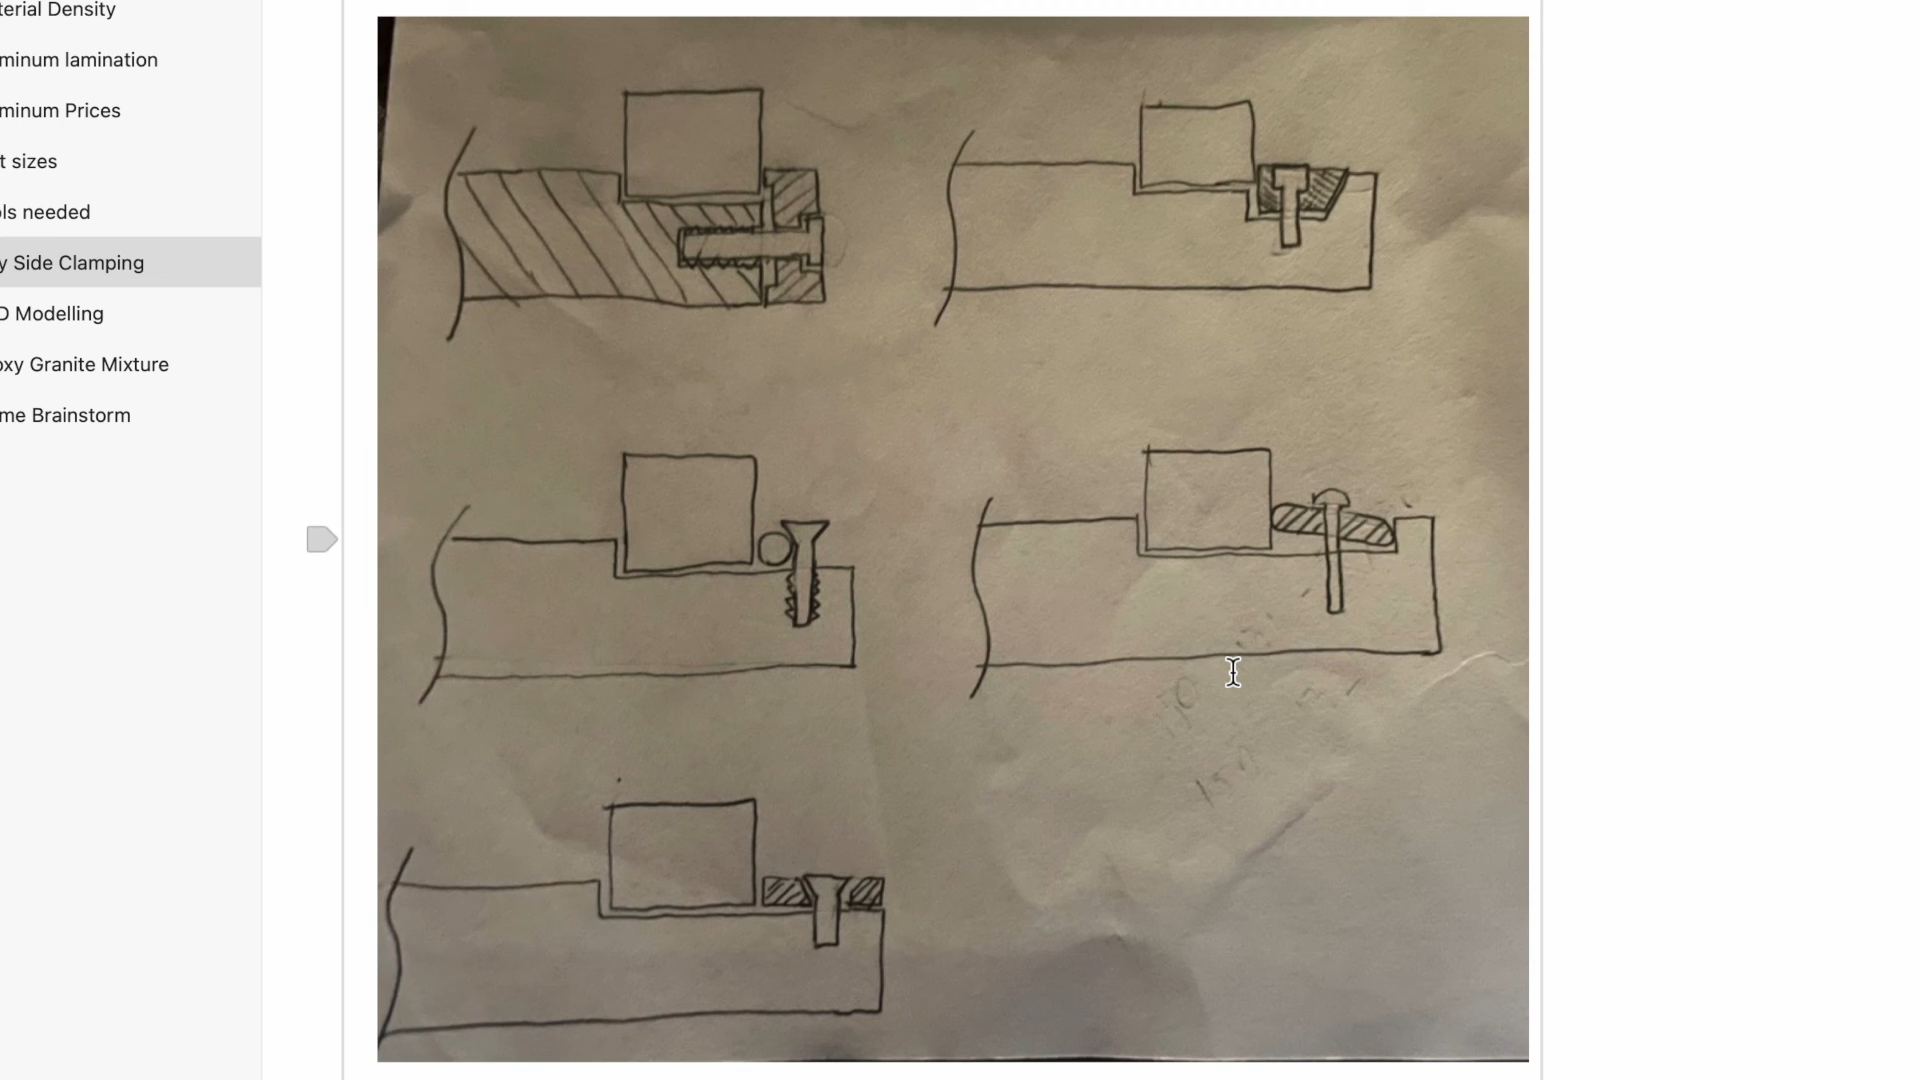 terial Density
minum lamination
minum Prices
t sizes
ls needed
y Side Clamping
D Modelling
oxy Granite Mixture
me Brainstorm